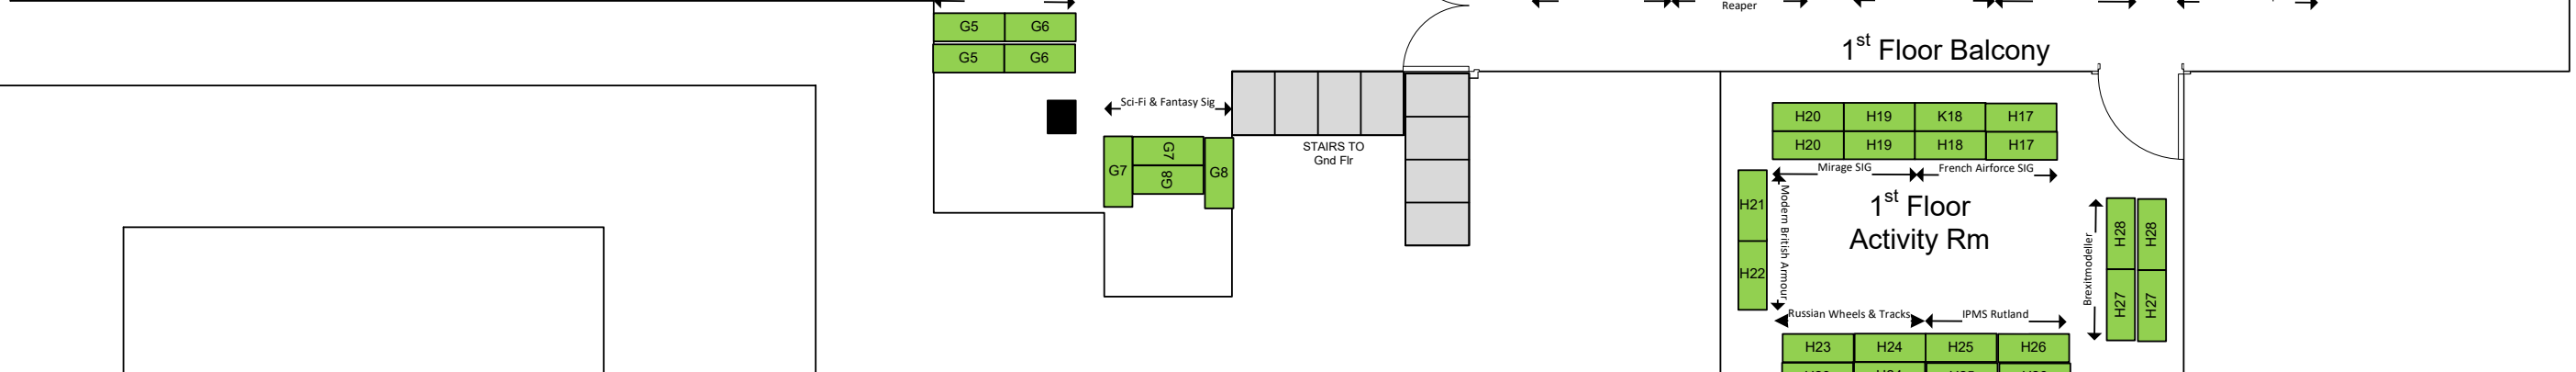 Reaper
G5 G6
G5 G6
1st Floor Balcony
Sci-Fi & Fantasy Sig
G7
G7
G8
G8
STAIRS TO
Gnd Flr
H20 H19 K18 H17
H20 H19 H18 H17
Mirage SIG French Airforce SIG
H21
H22
Modern British Armour
1st Floor
Activity Rm
Brexitmodeller
H28 H28
H27 H27
Russian Wheels & Tracks IPMS Rutland
H23 H24 H25 H26